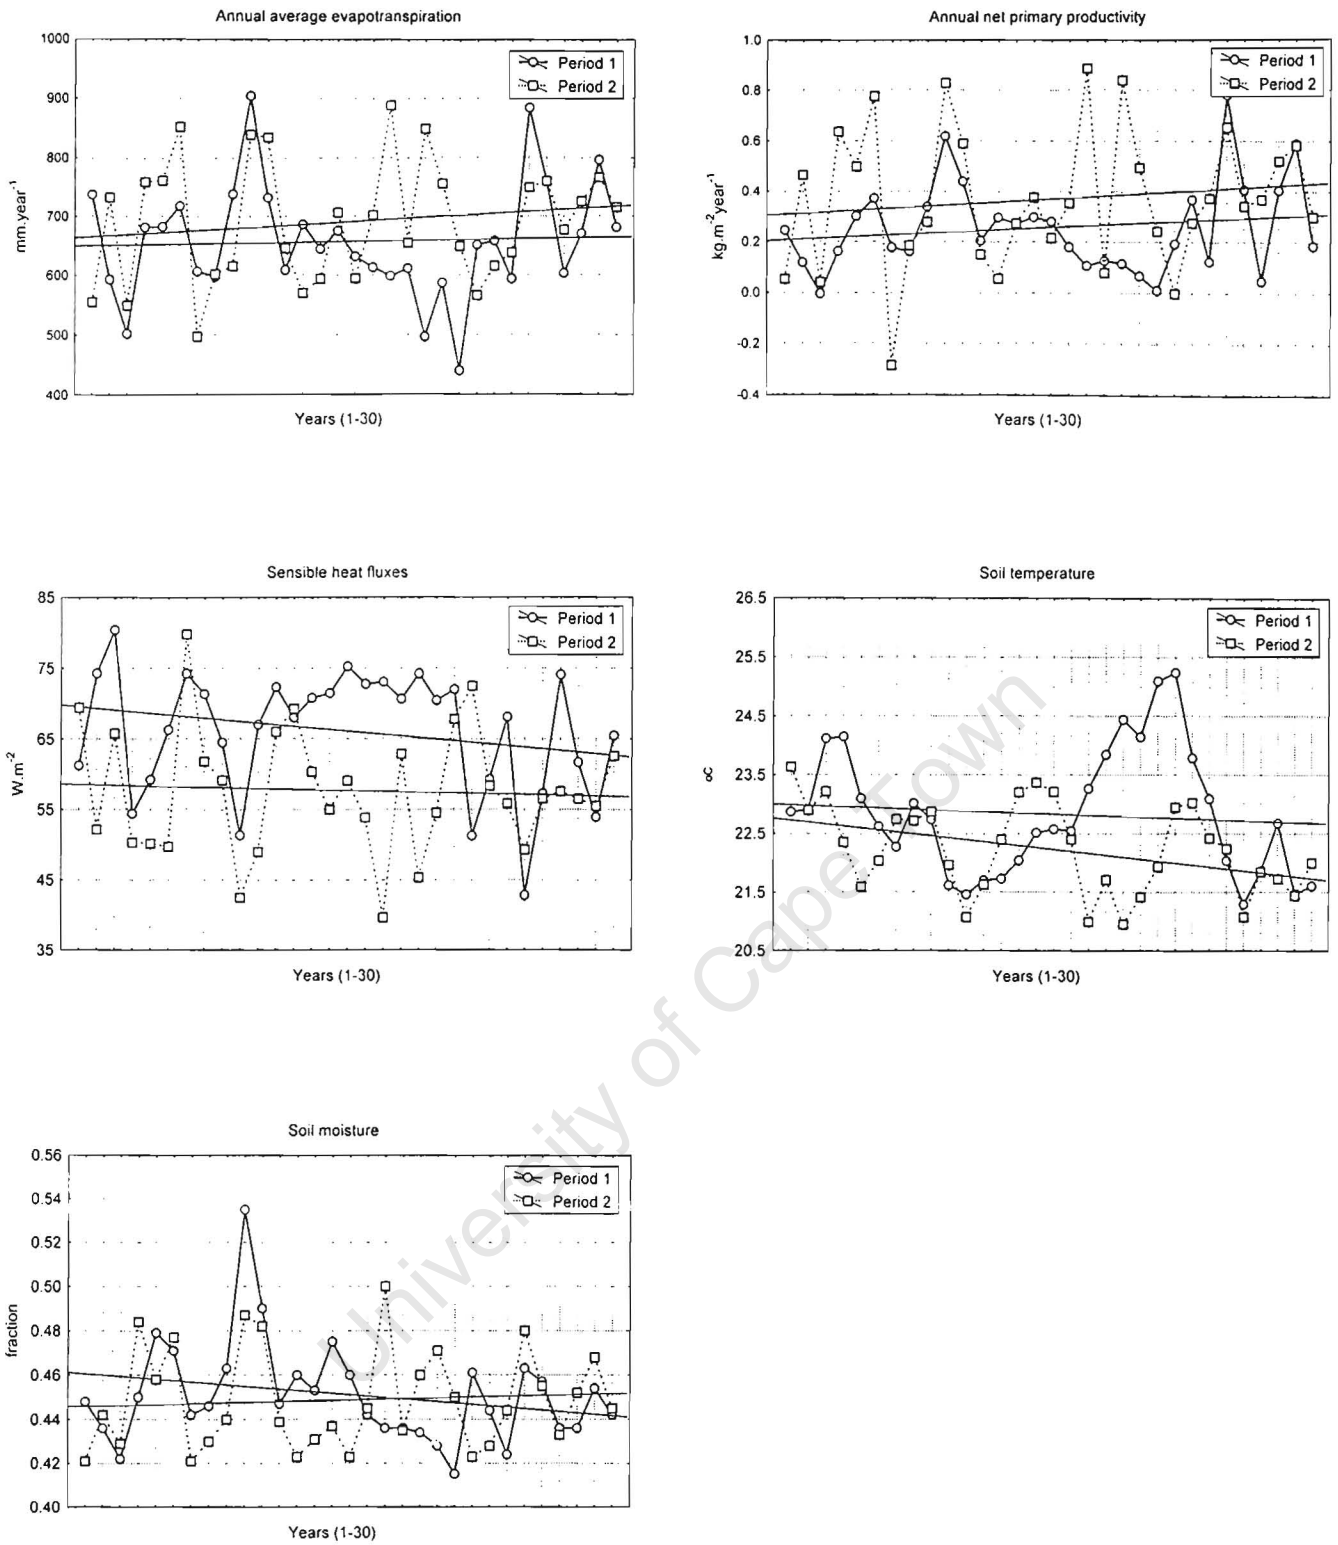 Annual average evapotranspiration
1000
900
800
700
600
500
400
mm.year-1
Period 1
Period 2
Years (1-30)
Annual net primary productivity
1.0
0.8
0.6
0.4
0.2
0.0
-0.2
-0.4
kg.m-2year-1
Period 1
Period 2
Years (1-30)
Sensible heat fluxes
85
75
65
55
45
35
W.m-2
Period 1
Period 2
Years (1-30)
Soil temperature
26.5
25.5
24.5
23.5
22.5
21.5
20.5
°C
Period 1
Period 2
Years (1-30)
Soil moisture
0.56
0.54
0.52
0.50
0.48
0.46
0.44
0.42
0.40
fraction
Period 1
Period 2
Years (1-30)
University of Cape Town